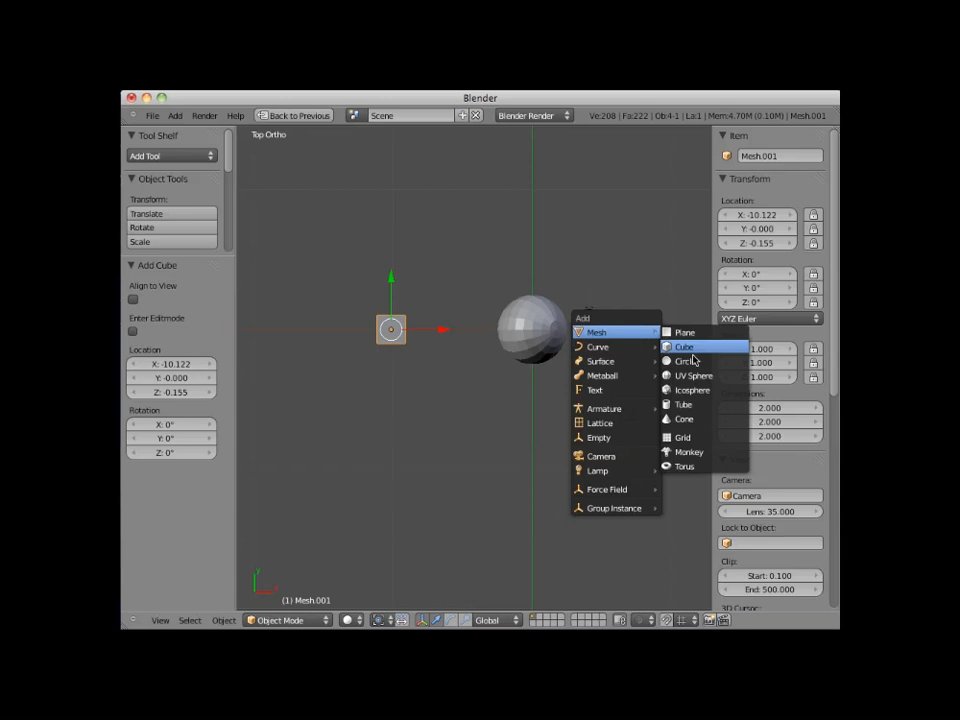 Blender
File Add Render Help Back to Previous Scene Blender Render Ve:208 | Fa:222 | Ob:4-1 | La:1 | Mem:4.70M (0.10M) | Mesh.001
Tool Shelf
Add Tool
Object Tools
Transform:
Translate
Rotate
Scale
Add Cube
Align to View
Enter Editmode
Location
X: -10.122
Y: -0.000
Z: -0.155
Rotation
X: 0°
Y: 0°
Z: 0°
Top Ortho
Add
Mesh
Curve
Surface
Metaball
Text
Armature
Lattice
Empty
Camera
Lamp
Force Field
Group Instance
Plane
Cube
UV Sphere
Icosphere
Tube
Cone
Grid
Monkey
Torus
y
(1) Mesh.001
Item
Mesh.001
Transform
Location:
X: -10.122
Y: -0.000
Z: -0.155
Rotation:
X: 0°
Y: 0°
Z: 0°
XYZ Euler
1.000
1.000
1.000
2.000
2.000
2.000
Camera:
Camera
Lens: 35.000
Lock to Object:
Clip:
Start: 0.100
End: 500.000
3D Cursor:
View Select Object Object Mode Global